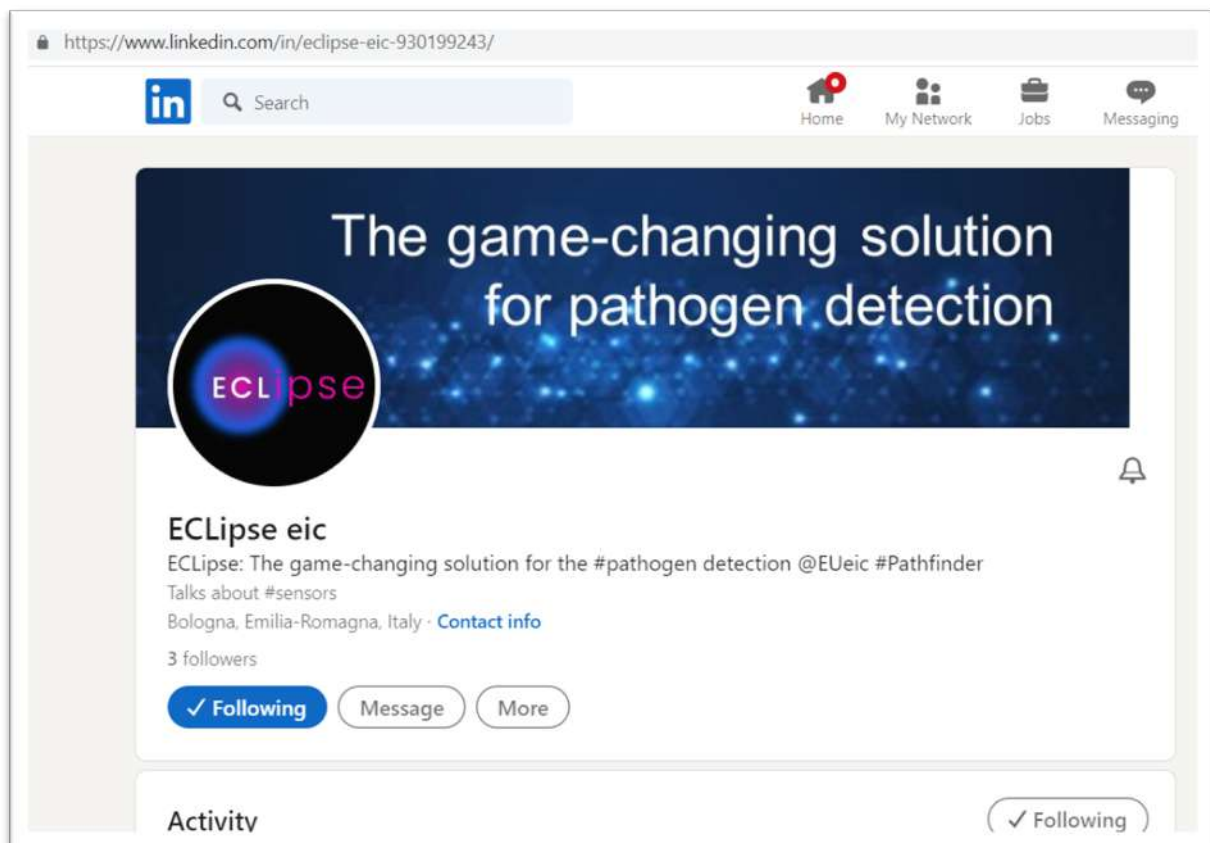 https://www.linkedin.com/in/eclipse-eic-930199243/
in Search
Home My Network Jobs Messaging
The game-changing solution
for pathogen detection
ECLipse
ECLipse eic
ECLipse: The game-changing solution for the #pathogen detection @EUeic #Pathfinder
Talks about #sensors
Bologna, Emilia-Romagna, Italy · Contact info
3 followers
✓ Following Message More
Activity ✓ Following